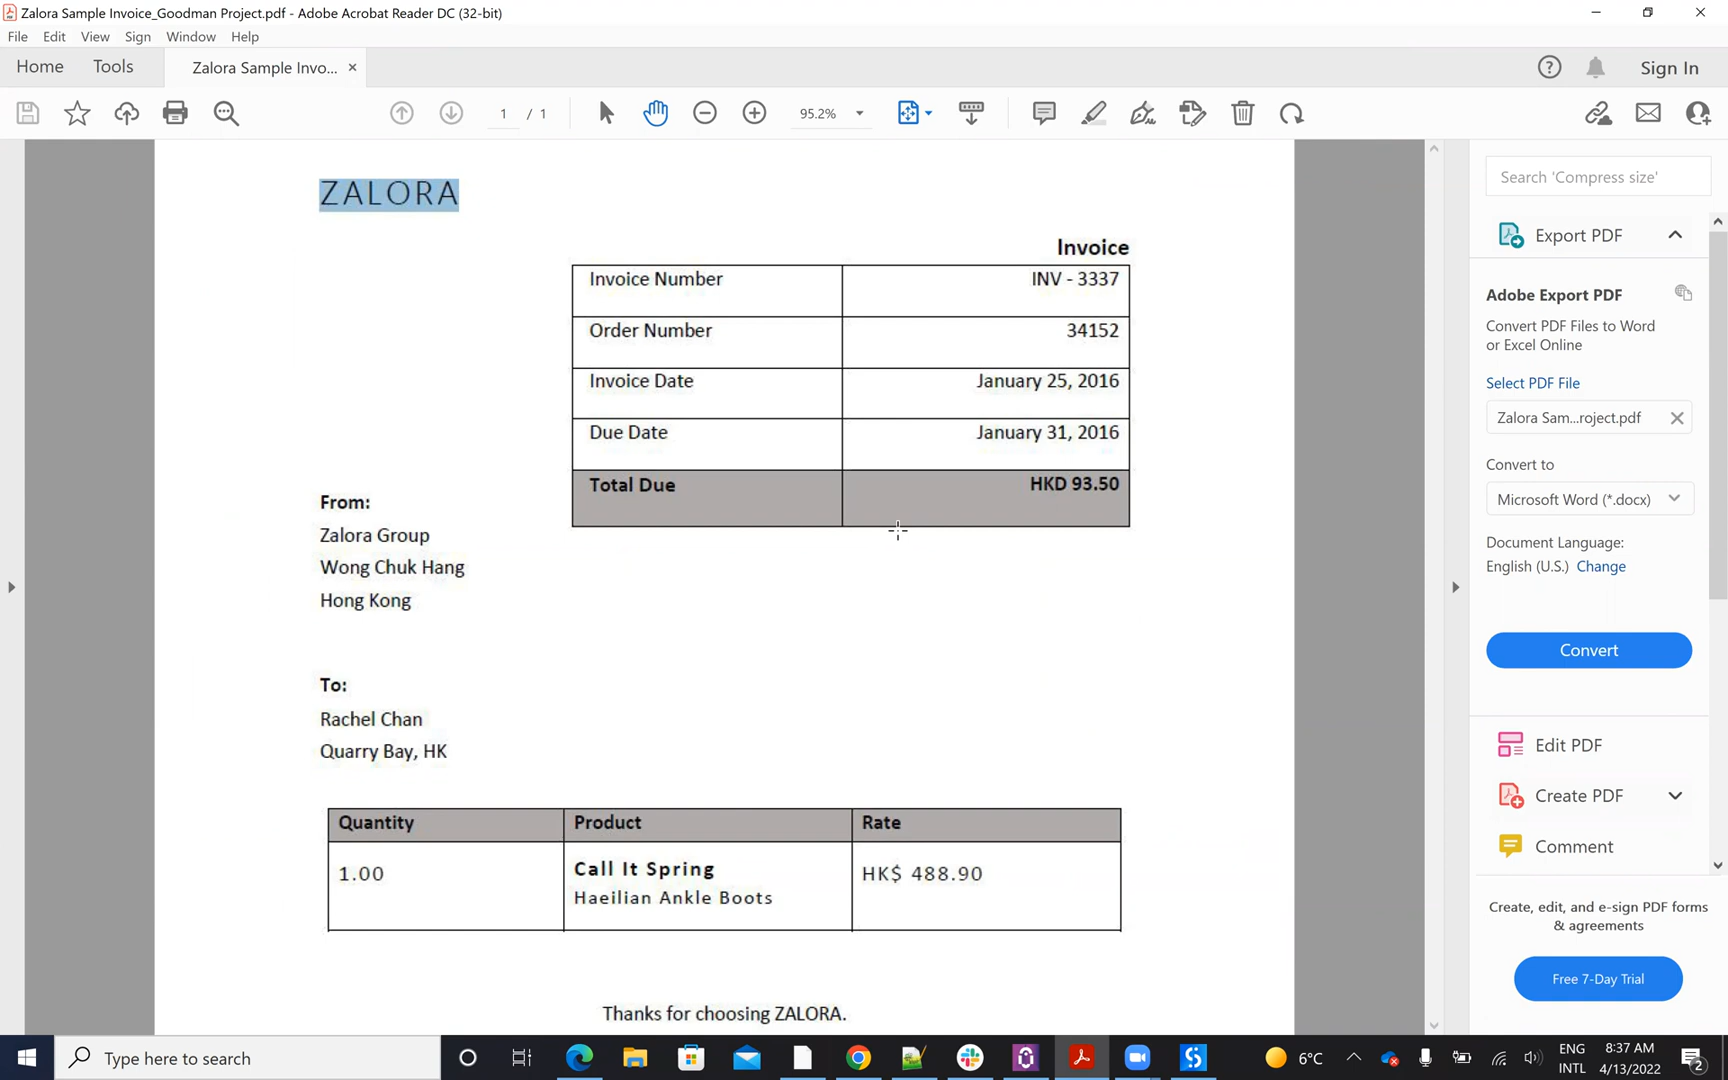 Zalora Sample Invoice_Goodman Project.pdf - Adobe Acrobat Reader DC (32-bit)
File Edit View Sign Window Help
Home Tools Zalora Sample Invo... × Sign In
1 / 1 95.2%
ZALORA
Invoice
Invoice Number INV - 3337
Order Number 34152
Invoice Date January 25, 2016
Due Date January 31, 2016
Total Due HKD 93.50
From:
Zalora Group
Wong Chuk Hang
Hong Kong
To:
Rachel Chan
Quarry Bay, HK
Quantity Product Rate
1.00 Call It Spring HK$ 488.90
Haeilian Ankle Boots
Thanks for choosing ZALORA.
Search 'Compress size'
Export PDF
Adobe Export PDF
Convert PDF Files to Word
or Excel Online
Select PDF File
Zalora Sam...roject.pdf
Convert to
Microsoft Word (*.docx)
Document Language:
English (U.S.) Change
Convert
Edit PDF
Create PDF
Comment
Create, edit, and e-sign PDF forms
& agreements
Free 7-Day Trial
Type here to search
6°C
ENG
INTL
8:37 AM
4/13/2022
2